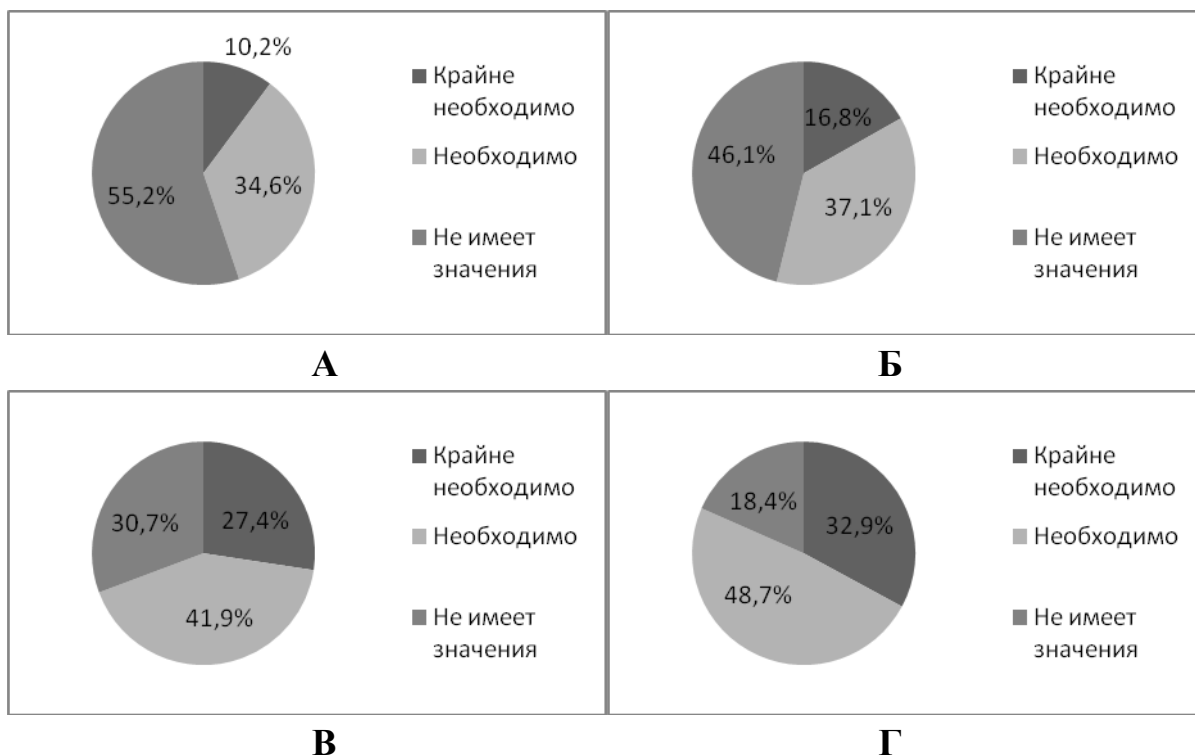 10,2%
Крайне
необходимо
Необходимо
34,6%
55,2%
Не имеет
значения
Крайне
необходимо
16,8%
46,1%
Необходимо
37,1%
Не имеет
значения
А
Б
Крайне
необходимо
30,7%
27,4%
Необходимо
41,9%
Не имеет
значения
Крайне
необходимо
18,4%
32,9%
Необходимо
48,7%
Не имеет
значения
В
Г